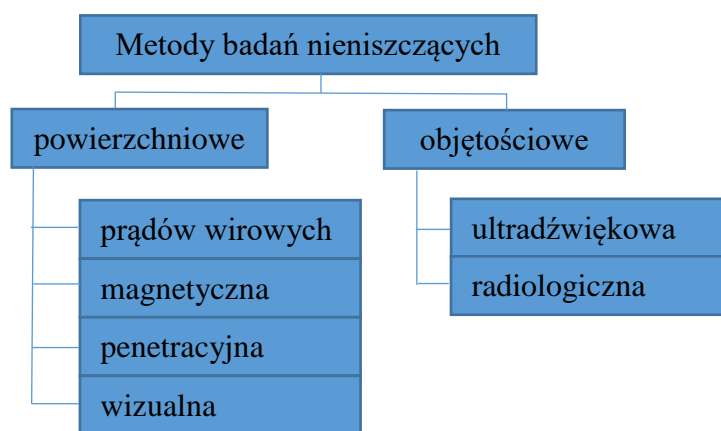 Metody badań nieniszczących
powierzchniowe
prądów wirowych
magnetyczna
penetracyjna
wizualna
objętościowe
ultradźwiękowa
radiologiczna